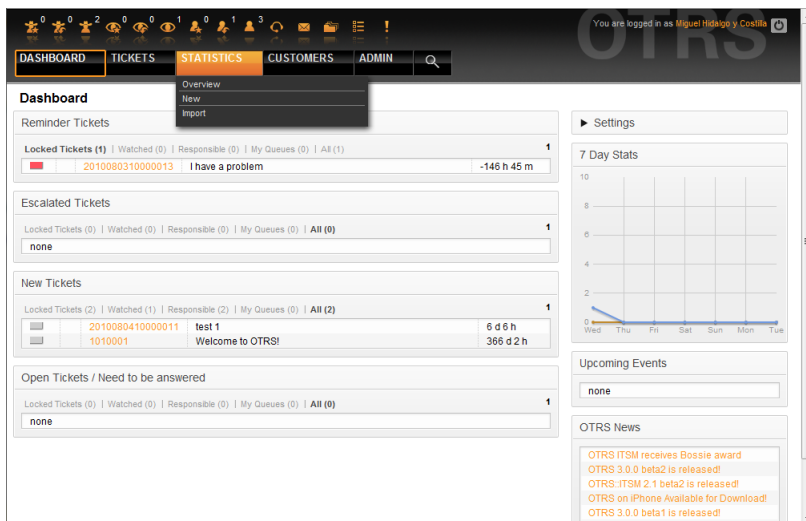 0 0 2 0 0 1 0 1 3
You are logged in as Miguel Hidalgo y Costilla
OTRS
DASHBOARD TICKETS STATISTICS CUSTOMERS ADMIN
Overview
New
Import
Dashboard
Reminder Tickets
Locked Tickets (1) | Watched (0) | Responsible (0) | My Queues (0) | All (1) 1
2010080310000013 I have a problem -146 h 45 m
Escalated Tickets
Locked Tickets (0) | Watched (0) | Responsible (0) | My Queues (0) | All (0) 1
none
New Tickets
Locked Tickets (2) | Watched (1) | Responsible (2) | My Queues (0) | All (2) 1
2010080410000011 test 1 6 d 6 h
1010001 Welcome to OTRS! 366 d 2 h
Open Tickets / Need to be answered
Locked Tickets (0) | Watched (0) | Responsible (0) | My Queues (0) | All (0) 1
none
Settings
7 Day Stats
10
8
6
4
2
0
Wed Thu Fri Sat Sun Mon Tue
Upcoming Events
none
OTRS News
OTRS ITSM receives Bossie award
OTRS 3.0.0 beta2 is released!
OTRS::ITSM 2.1 beta2 is released!
OTRS on iPhone Available for Download!
OTRS 3.0.0 beta1 is released!